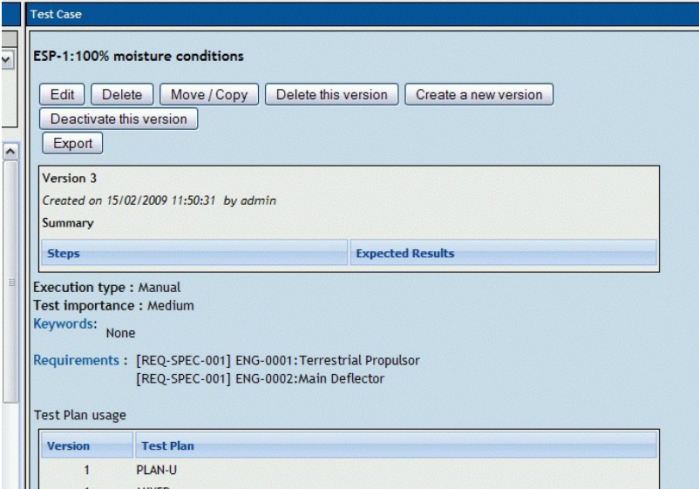 Test Case
ESP-1:100% moisture conditions
Edit Delete Move / Copy Delete this version Create a new version
Deactivate this version
Export
Version 3
Created on 15/02/2009 11:50:31 by admin
Summary
Steps Expected Results
Execution type : Manual
Test importance : Medium
Keywords: None
Requirements : [REQ-SPEC-001] ENG-0001:Terrestrial Propulsor
[REQ-SPEC-001] ENG-0002:Main Deflector
Test Plan usage
Version Test Plan
1 PLAN-U